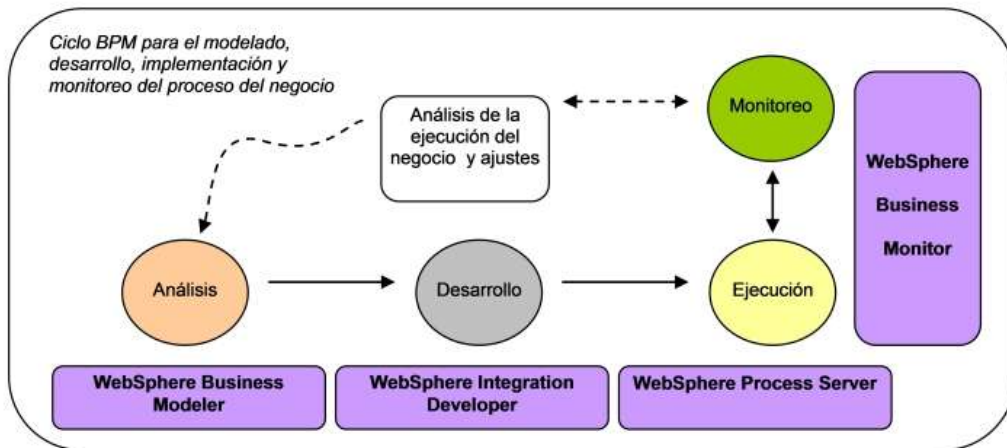 Ciclo BPM para el modelado,
desarrollo, implementación y
monitoreo del proceso del negocio
Análisis de la
ejecución del
negocio y ajustes
Monitoreo
WebSphere
Business
Monitor
Análisis
Desarrollo
Ejecución
WebSphere Business
Modeler
WebSphere Integration
Developer
WebSphere Process Server